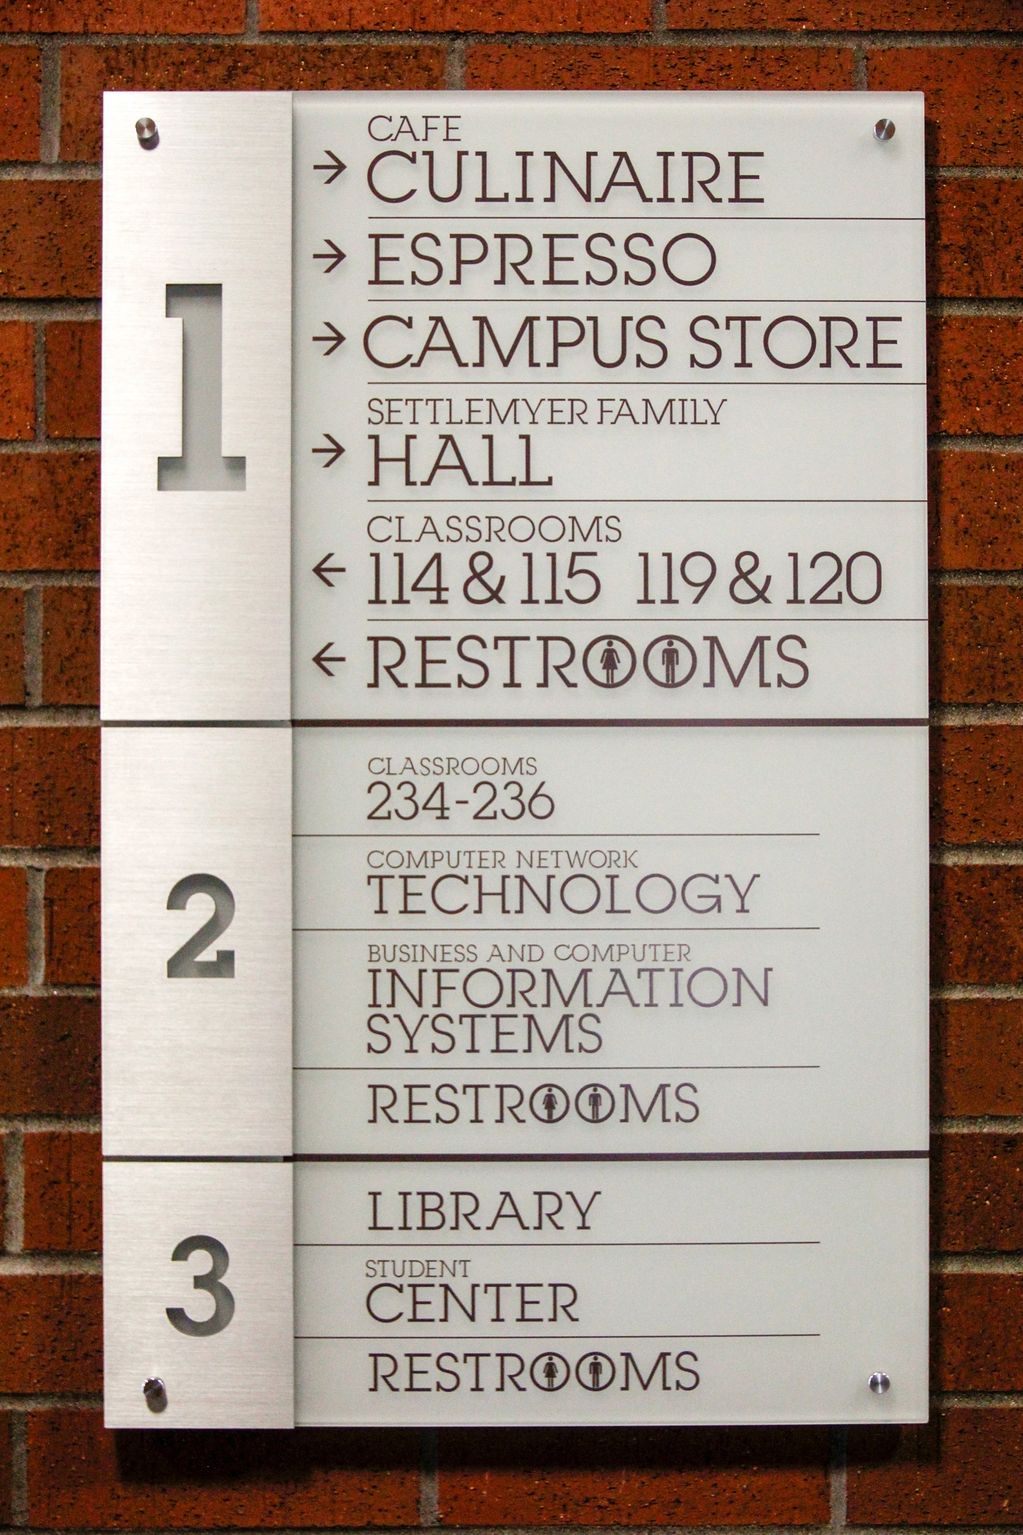 1
CAFE
→ CULINAIRE
→ ESPRESSO
→ CAMPUS STORE
SETTLEMYER FAMILY
→ HALL
CLASSROOMS
← 114 & 115 119 & 120
← RESTROOMS
2
CLASSROOMS
234-236
COMPUTER NETWORK
TECHNOLOGY
BUSINESS AND COMPUTER
INFORMATION
SYSTEMS
RESTROOMS
3
LIBRARY
STUDENT
CENTER
RESTROOMS